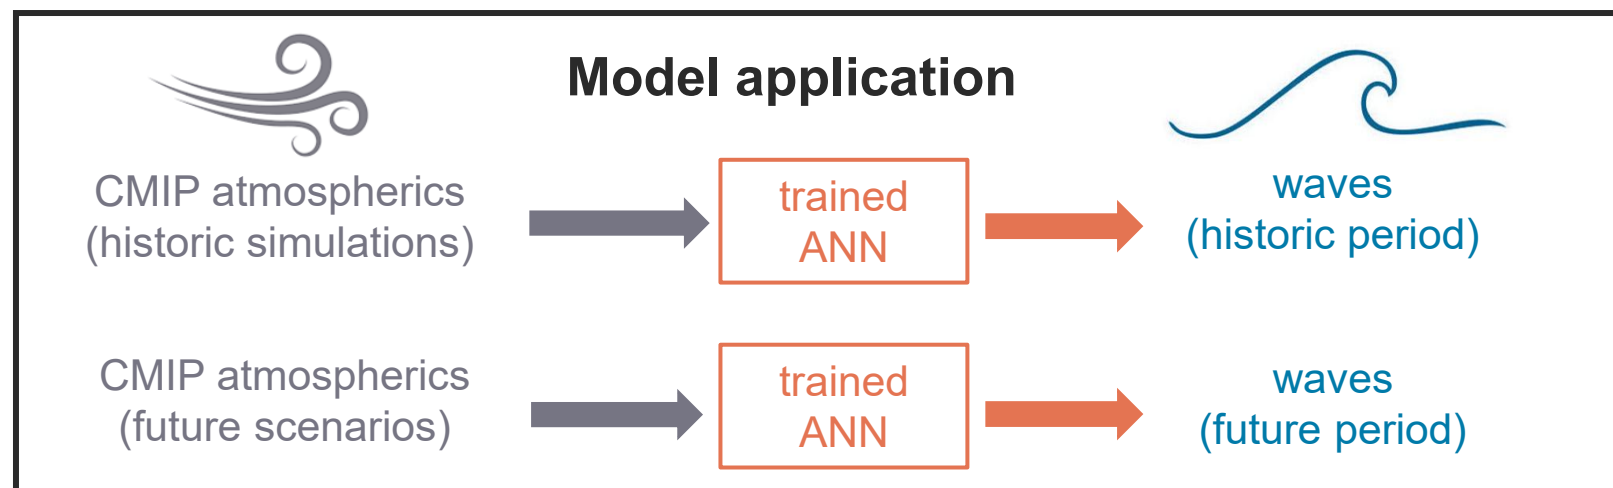 Model application
CMIP atmospherics
(historic simulations)
trained
ANN
waves
(historic period)
CMIP atmospherics
(future scenarios)
trained
ANN
waves
(future period)